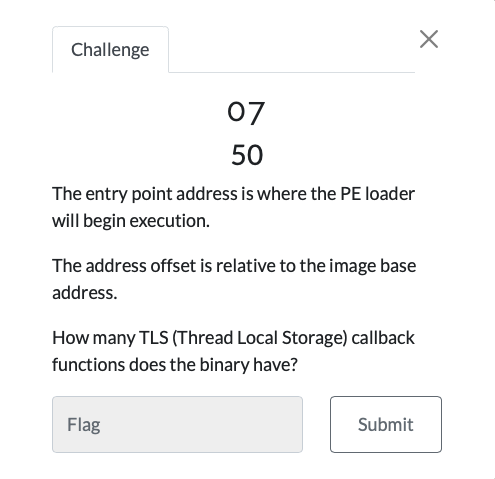 Challenge
07
50
The entry point address is where the PE loader
will begin execution.
The address offset is relative to the image base
address.
How many TLS (Thread Local Storage) callback
functions does the binary have?
Flag
Submit